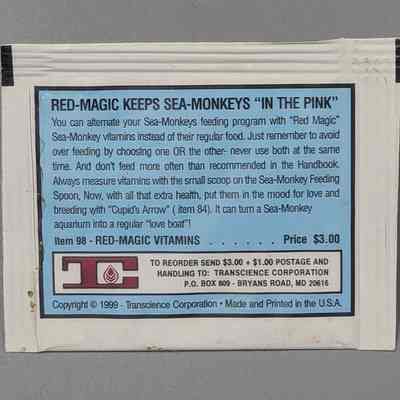 RED-MAGIC KEEPS SEA-MONKEYS "IN THE PINK"
You can alternate your Sea-Monkeys feeding program with "Red Magic"
Sea-Monkey vitamins instead of their regular food. Just remember to avoid
over feeding by choosing one OR the other- never use both at the same
time. And don't feed more often than recommended in the Handbook.
Always measure vitamins with the small scoop on the Sea-Monkey Feeding
Spoon, Now, with all that extra health, put them in the mood for love and
breeding with "Cupid's Arrow" ( item 84). It can turn a Sea-Monkey
aquarium into a regular "love boat"!
Item 98 - RED-MAGIC VITAMINS . . . . . . Price $3.00
TO REORDER SEND $3.00 + $1.00 POSTAGE AND
HANDLING TO: TRANSCIENCE CORPORATION
P.O. BOX 809 - BRYANS ROAD, MD 20616
Copyright © 1999 - Transcience Corporation • Made and Printed in the U.S.A.